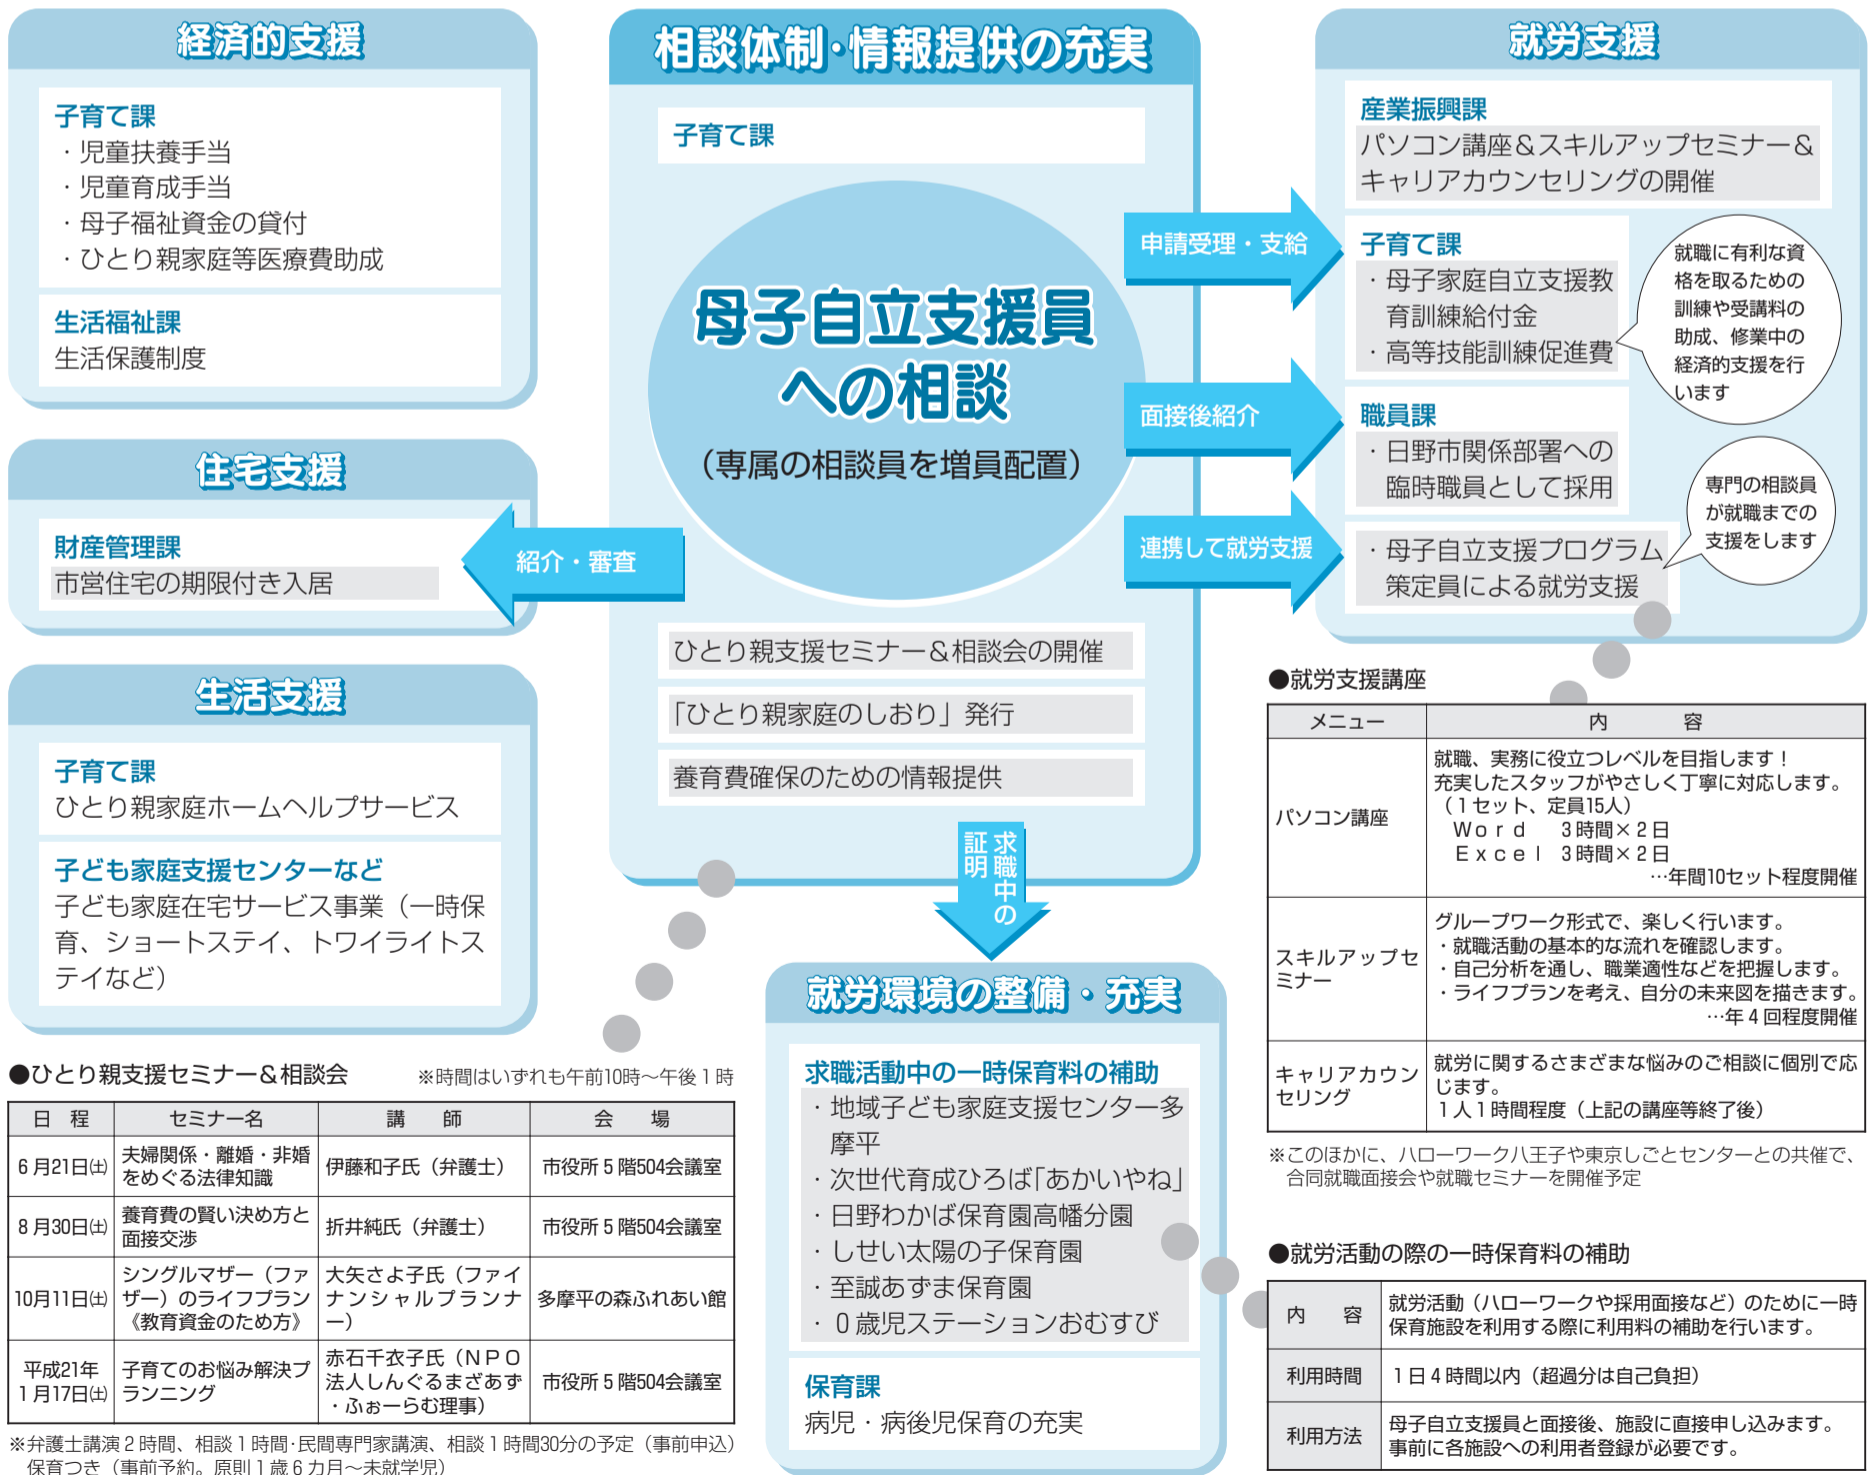 経済的支援
子育て課
・児童扶養手当
・児童育成手当
・母子福祉資金の貸付
・ひとり親家庭等医療費助成
生活福祉課
生活保護制度
住宅支援
財産管理課
市営住宅の期限付き入居
紹介・審査
生活支援
子育て課
ひとり親家庭ホームヘルプサービス
子ども家庭支援センターなど
子ども家庭在宅サービス事業（一時保
育、ショートステイ、トワイライトス
テイなど）
相談体制・情報提供の充実
子育て課
母子自立支援員
への相談
（専属の相談員を増員配置）
ひとり親支援セミナー＆相談会の開催
「ひとり親家庭のしおり」発行
養育費確保のための情報提供
求職中の
証明
申請受理・支給
面接後紹介
連携して就労支援
就労支援
産業振興課
パソコン講座＆スキルアップセミナー＆
キャリアカウンセリングの開催
子育て課
・母子家庭自立支援教
育訓練給付金
・高等技能訓練促進費
就職に有利な資
格を取るための
訓練や受講料の
助成、修業中の
経済的支援を行
います
職員課
・日野市関係部署への
臨時職員として採用
・母子自立支援プログラム
策定員による就労支援
専門の相談員
が就職までの
支援をします
就労環境の整備・充実
求職活動中の一時保育料の補助
・地域子ども家庭支援センター多
摩平
・次世代育成ひろば「あかいやね」
・日野わかば保育園高幡分園
・しせい太陽の子保育園
・至誠あずま保育園
・０歳児ステーションおむすび
保育課
病児・病後児保育の充実
●ひとり親支援セミナー＆相談会　※時間はいずれも午前10時～午後１時
日　程　セミナー名　講　師　会　場
６月21日㈯　夫婦関係・離婚・非婚　伊藤和子氏（弁護士）　市役所５階504会議室
をめぐる法律知識
８月30日㈯　養育費の賢い決め方と　折井純氏（弁護士）　市役所５階504会議室
面接交渉
10月11日㈯　シングルマザー（ファ　大矢さよ子氏（ファイ　多摩平の森ふれあい館
ザー）のライフプラン　ナンシャルプランナ
《教育資金のため方》　ー）
平成21年　子育てのお悩み解決プ　赤石千衣子氏（ＮＰＯ　市役所５階504会議室
１月17日㈯　ランニング　法人しんぐるまざあず
・ふぉーらむ理事）
※弁護士講演２時間、相談１時間・民間専門家講演、相談１時間30分の予定（事前申込）
保育つき（事前予約。原則１歳６カ月～未就学児）
●就労支援講座
メニュー　内　容
パソコン講座　就職、実務に役立つレベルを目指します！
充実したスタッフがやさしく丁寧に対応します。
（１セット、定員15人）
Ｗｏｒｄ　３時間×２日
Ｅｘｃｅｌ　３時間×２日
…年間10セット程度開催
スキルアップセ　グループワーク形式で、楽しく行います。
ミナー　・就職活動の基本的な流れを確認します。
・自己分析を通し、職業適性などを把握します。
・ライフプランを考え、自分の未来図を描きます。
…年４回程度開催
キャリアカウン　就労に関するさまざまな悩みのご相談に個別で応
セリング　じます。
１人１時間程度（上記の講座等終了後）
※このほかに、ハローワーク八王子や東京しごとセンターとの共催で、
合同就職面接会や就職セミナーを開催予定
●就労活動の際の一時保育料の補助
内　容　就労活動（ハローワークや採用面接など）のために一時
保育施設を利用する際に利用料の補助を行います。
利用時間　１日４時間以内（超過分は自己負担）
利用方法　母子自立支援員と面接後、施設に直接申し込みます。
事前に各施設への利用者登録が必要です。